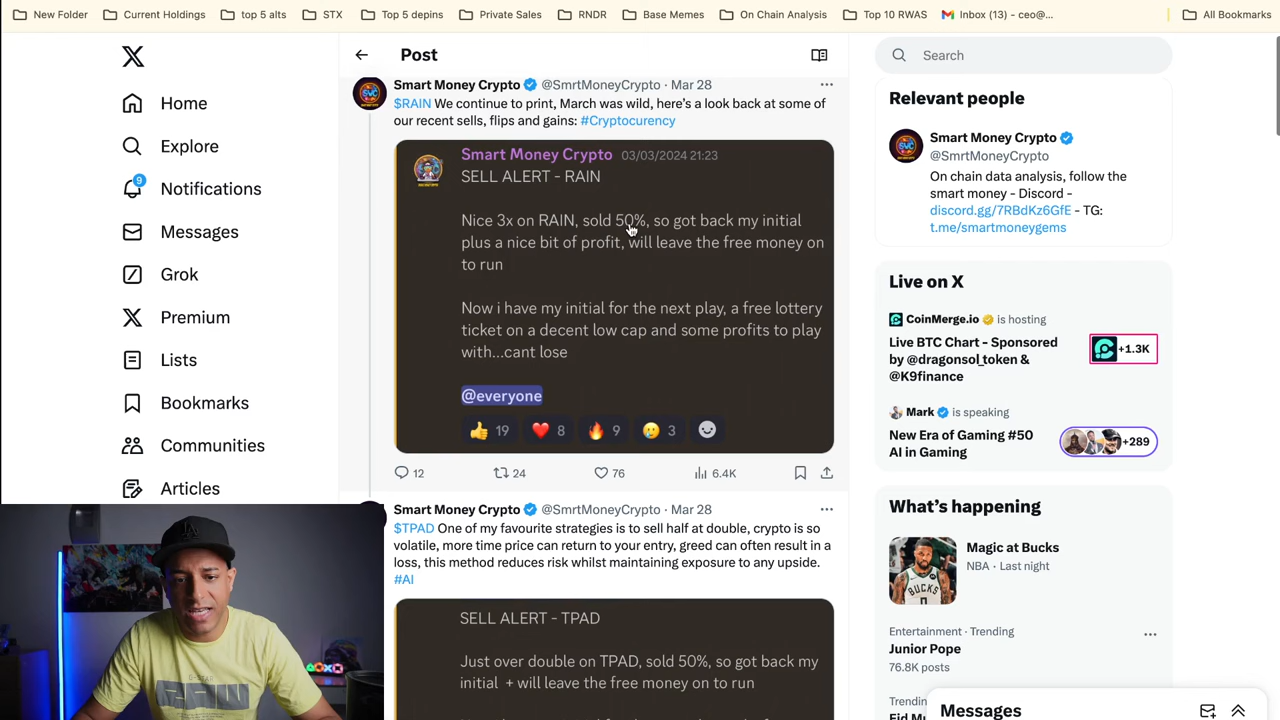 New Folder
Current Holdings
top 5 alts
STX
Top 5 depins
Private Sales
RNDR
Base Memes
On Chain Analysis
Top 10 RWAS
Inbox (13) - ceo@...
All Bookmarks
Home
Explore
9
Notifications
Messages
Grok
Premium
Lists
Bookmarks
Communities
Articles
Post
Smart Money Crypto @SmrtMoneyCrypto · Mar 28
$RAIN We continue to print, March was wild, here's a look back at some of
our recent sells, flips and gains: #Cryptocurency
Smart Money Crypto 03/03/2024 21:23
SELL ALERT - RAIN
Nice 3x on RAIN, sold 50%, so got back my initial
plus a nice bit of profit, will leave the free money on
to run
Now i have my initial for the next play, a free lottery
ticket on a decent low cap and some profits to play
with...cant lose
@everyone
19 8 9 3
12 24 76 6.4K
Smart Money Crypto @SmrtMoneyCrypto · Mar 28
$TPAD One of my favourite strategies is to sell half at double, crypto is so
volatile, more time price can return to your entry, greed can often result in a
loss, this method reduces risk whilst maintaining exposure to any upside.
#AI
SELL ALERT - TPAD
Just over double on TPAD, sold 50%, so got back my
initial + will leave the free money on to run
Search
Relevant people
Smart Money Crypto
@SmrtMoneyCrypto
On chain data analysis, follow the
smart money - Discord -
discord.gg/7RBdKz6GfE - TG:
t.me/smartmoneygems
Live on X
CoinMerge.io is hosting
Live BTC Chart - Sponsored
by @dragonsol_token &
@K9finance
+1.3K
Mark is speaking
New Era of Gaming #50
AI in Gaming
+289
What's happening
Magic at Bucks
NBA · Last night
BUCKS
Entertainment · Trending
Junior Pope
76.8K posts
Messages